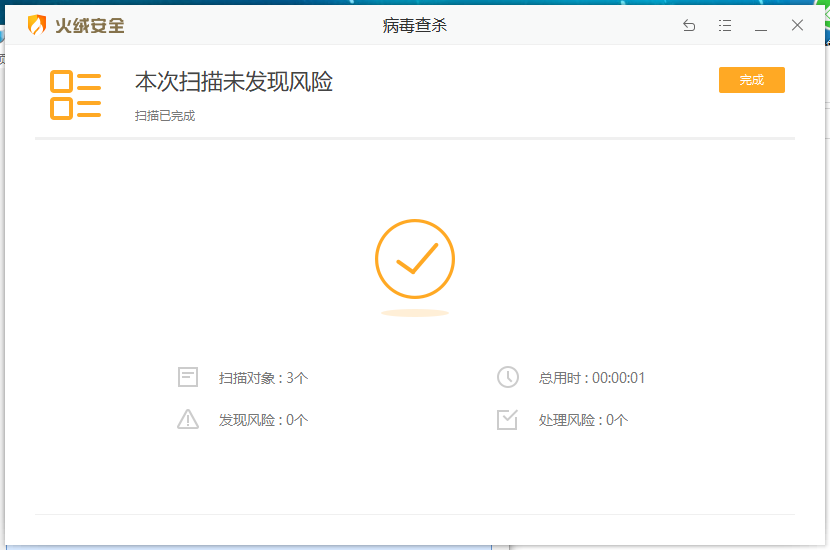 火绒安全
病毒查杀
本次扫描未发现风险
完成
扫描已完成
扫描对象 : 3个
总用时 : 00:00:01
发现风险 : 0个
处理风险 : 0个